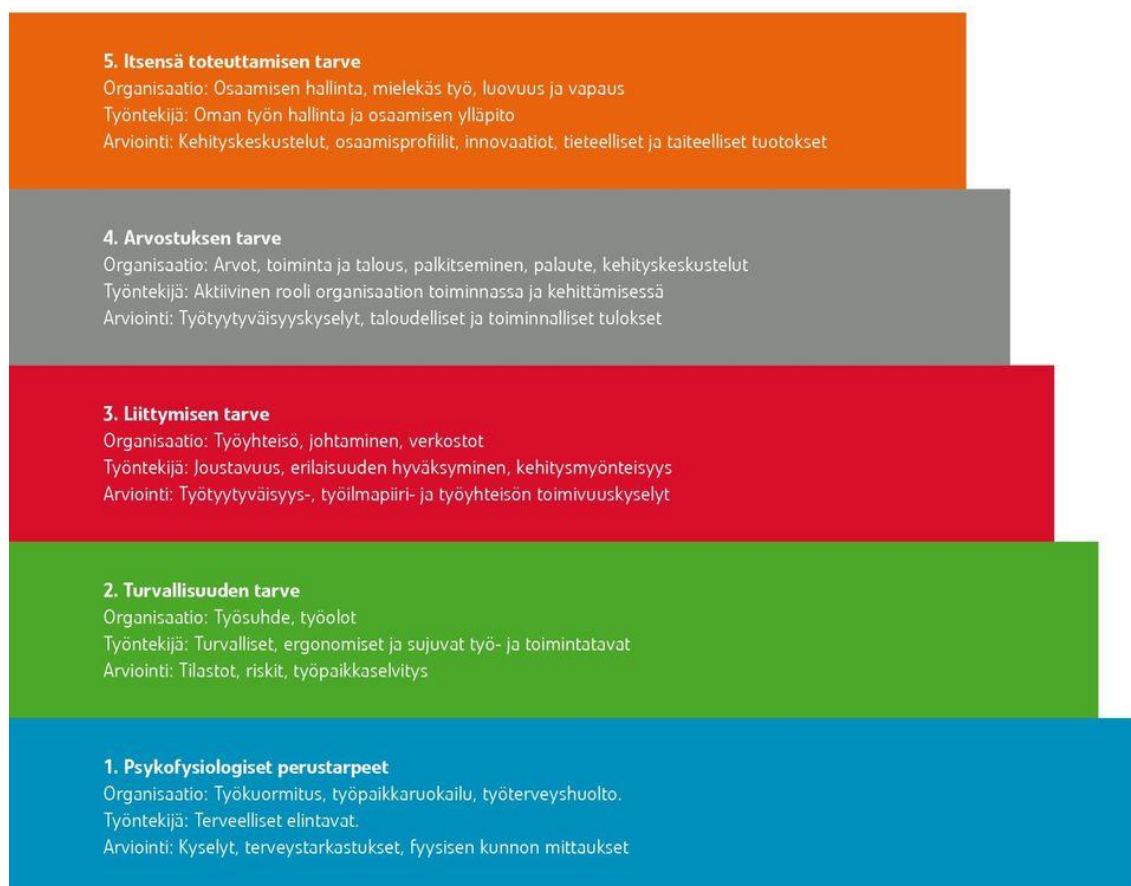 5. Itsensä toteuttamisen tarve
Organisaatio: Osaamisen hallinta, mielekäs työ, luovuus ja vapaus
Työntekijä: Oman työn hallinta ja osaamisen ylläpito
Arviointi: Kehityskeskustelut, osaamisprofiilit, innovaatiot, tieteelliset ja taiteelliset tuotokset
4. Arvostuksen tarve
Organisaatio: Arvot, toiminta ja talous, palkitseminen, palaute, kehityskeskustelut
Työntekijä: Aktiivinen rooli organisaation toiminnassa ja kehittämisessä
Arviointi: Työtyytyväisyyskyselyt, taloudelliset ja toiminnalliset tulokset
3. Liittymisen tarve
Organisaatio: Työyhteisö, johtaminen, verkostot
Työntekijä: Joustavuus, erilaisuuden hyväksyminen, kehitysmyönteisyys
Arviointi: Työtyytyväisyys-, työilmapiiri- ja työyhteisön toimivuuskyselyt
2. Turvallisuuden tarve
Organisaatio: Työsuhde, työolot
Työntekijä: Turvalliset, ergonomiset ja sujuvat työ- ja toimintatavat
Arviointi: Tilastot, riskit, työpaikkaselvitys
1. Psykofysiologiset perustarpeet
Organisaatio: Työkuormitus, työpaikkaruokailu, työterveyshuolto.
Työntekijä: Terveelliset elintavat.
Arviointi: Kyselyt, terveystarkastukset, fyysisen kunnon mittaukset